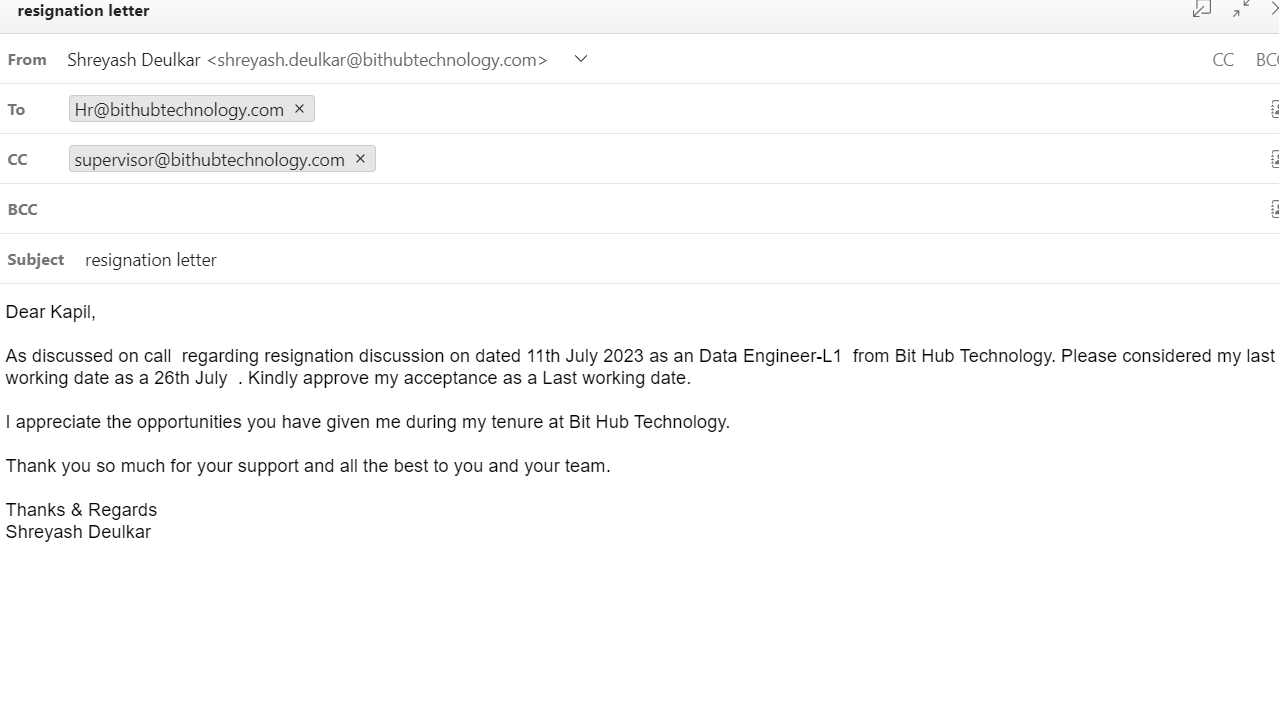 resignation letter
From Shreyash Deulkar <shreyash.deulkar@bithubtechnology.com> CC
To Hr@bithubtechnology.com ×
CC supervisor@bithubtechnology.com ×
BCC
Subject resignation letter
Dear Kapil,
As discussed on call  regarding resignation discussion on dated 11th July 2023 as an Data Engineer-L1  from Bit Hub Technology. Please considered my last
working date as a 26th July  . Kindly approve my acceptance as a Last working date.
I appreciate the opportunities you have given me during my tenure at Bit Hub Technology.
Thank you so much for your support and all the best to you and your team.
Thanks & Regards
Shreyash Deulkar